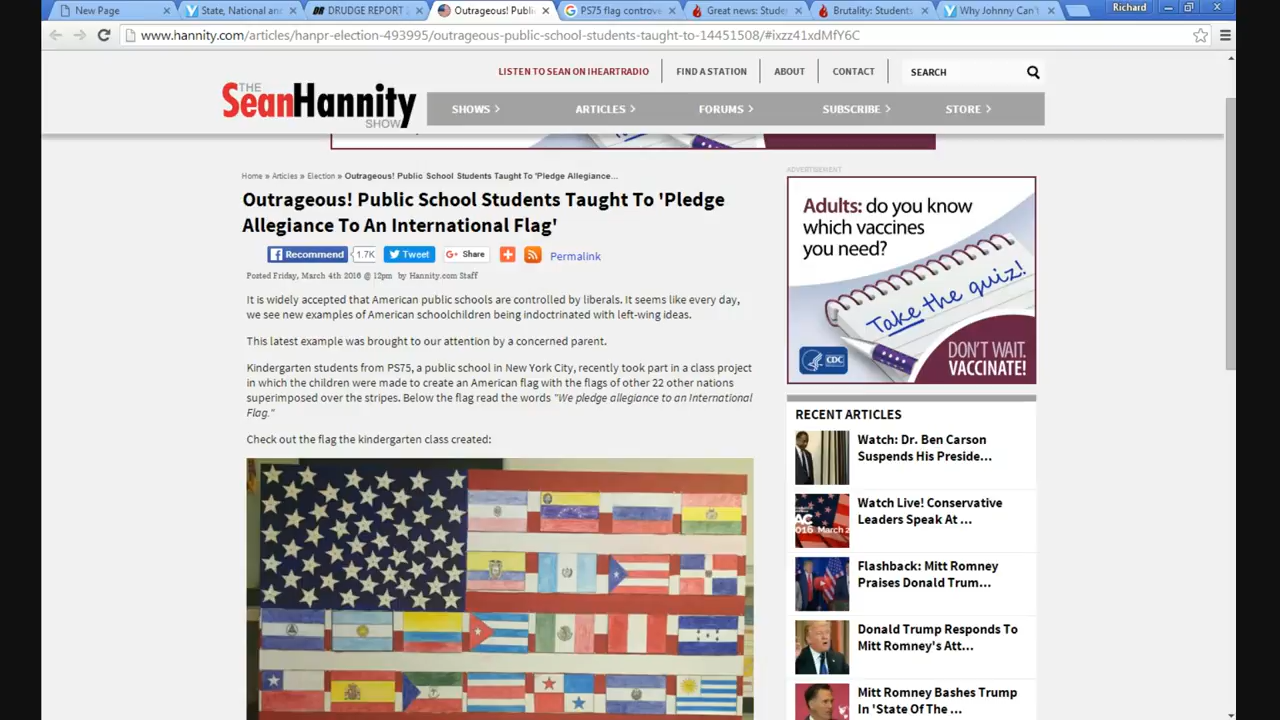 New Page
State, National an
DRUDGE REPORT
Outrageous! Publi
PS75 flag controve
Great news: Stude
Brutality: Students
Why Johnny Can'
Richard
www.hannity.com/articles/hanpr-election-493995/outrageous-public-school-students-taught-to-14451508/#ixzz41xdMfY6C
LISTEN TO SEAN ON IHEARTRADIO
FIND A STATION
ABOUT
CONTACT
SEARCH
THE
SeanHannity
SHOW
SHOWS
ARTICLES
FORUMS
SUBSCRIBE
STORE
Home » Articles » Election » Outrageous! Public School Students Taught To 'Pledge Allegiance...
Outrageous! Public School Students Taught To 'Pledge
Allegiance To An International Flag'
Recommend 1.7K Tweet G+ Share Permalink
Posted Friday, March 4th 2016 @ 12pm by Hannity.com Staff
It is widely accepted that American public schools are controlled by liberals. It seems like every day,
we see new examples of American schoolchildren being indoctrinated with left-wing ideas.
This latest example was brought to our attention by a concerned parent.
Kindergarten students from PS75, a public school in New York City, recently took part in a class project
in which the children were made to create an American flag with the flags of other 22 other nations
superimposed over the stripes. Below the flag read the words "We pledge allegiance to an International
Flag."
Check out the flag the kindergarten class created:
ADVERTISEMENT
Adults: do you know
which vaccines
you need?
Take the quiz!
CDC
DON'T WAIT.
VACCINATE!
RECENT ARTICLES
Watch: Dr. Ben Carson
Suspends His Preside...
Watch Live! Conservative
Leaders Speak At ...
Flashback: Mitt Romney
Praises Donald Trum...
Donald Trump Responds To
Mitt Romney's Att...
Mitt Romney Bashes Trump
In 'State Of The ...